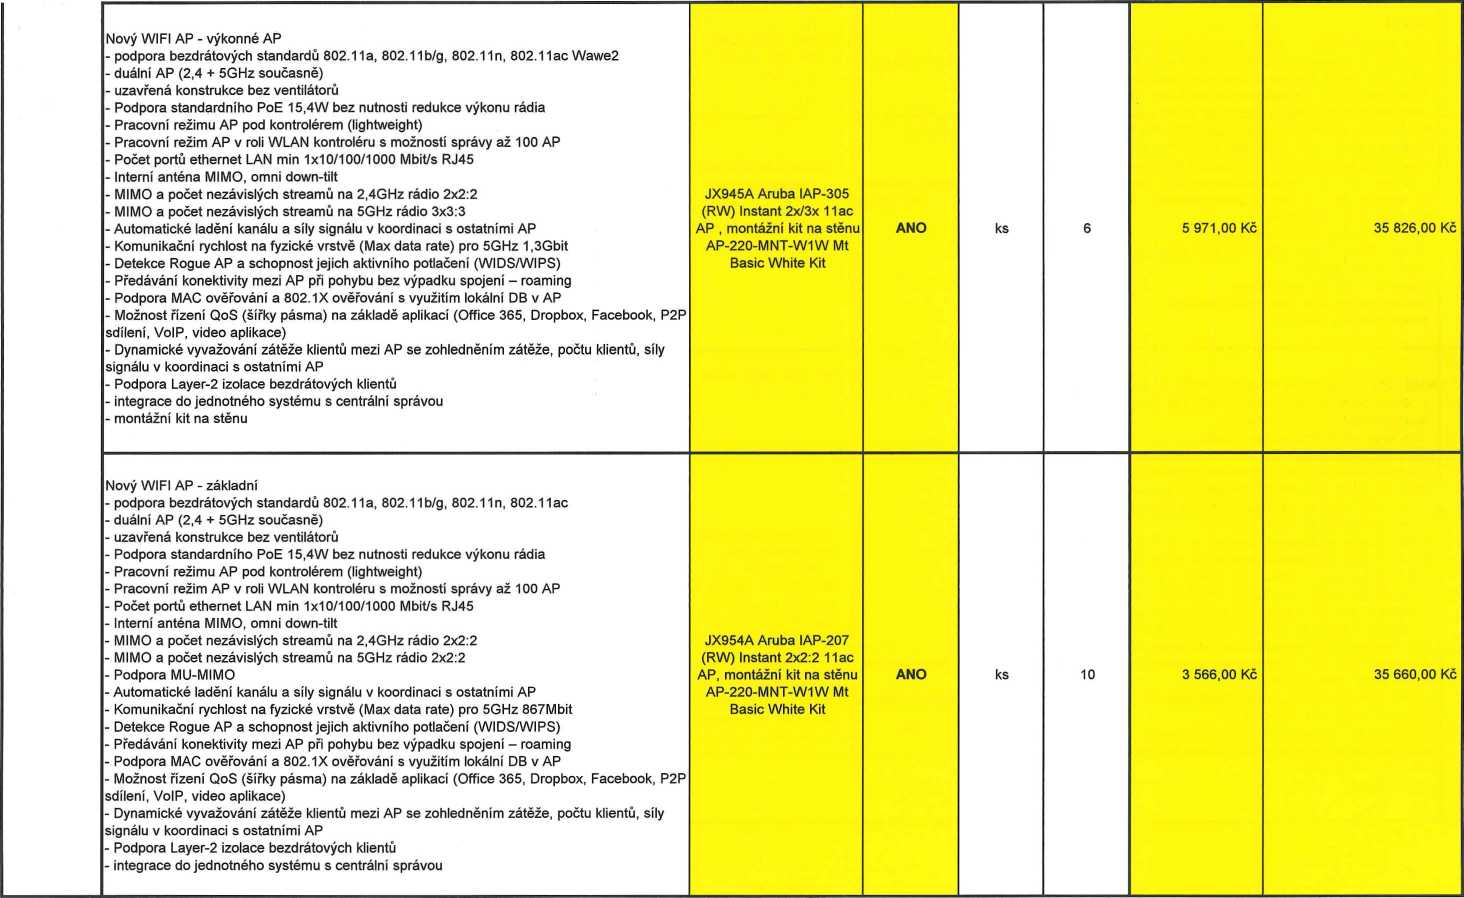 Nový WIFI AP - výkonné AP
- podpora bezdrátových standardů 802.11a, 802.11b/g, 802.11n, 802.11ac Wawe2
- duální AP (2,4 + 5GHz současně)
- uzavřená konstrukce bez ventilátorů
- Podpora standardního PoE 15,4W bez nutnosti redukce výkonu rádia
- Pracovní režimu AP pod kontrolérem (lightweight)
- Pracovní režim AP v roli WLAN kontroléru s možností správy až 100 AP
- Počet portů ethernet LAN min 1x10/100/1000 Mbit/s RJ45
- Interní anténa MIMO, omni down-tilt
- MIMO a počet nezávislých streamů na 2,4GHz rádio 2x2:2
- MIMO a počet nezávislých streamů na 5GHz rádio 3x3:3
- Automatické ladění kanálu a síly signálu v koordinaci s ostatními AP
- Komunikační rychlost na fyzické vrstvě (Max data rate) pro 5GHz 1,3Gbit
- Detekce Rogue AP a schopnost jejich aktivního potlačení (WIDS/WIPS)
- Předávání konektivity mezi AP při pohybu bez výpadku spojení – roaming
- Podpora MAC ověřování a 802.1X ověřování s využitím lokální DB v AP
- Možnost řízení QoS (šířky pásma) na základě aplikací (Office 365, Dropbox, Facebook, P2P
sdílení, VoIP, video aplikace)
- Dynamické vyvažování zátěže klientů mezi AP se zohledněním zátěže, počtu klientů, síly
signálu v koordinaci s ostatními AP
- Podpora Layer-2 izolace bezdrátových klientů
- integrace do jednotného systému s centrální správou
- montážní kit na stěnu
JX945A Aruba IAP-305
(RW) Instant 2x/3x 11ac
AP , montážní kit na stěnu
AP-220-MNT-W1W Mt
Basic White Kit
ANO
ks
6
5 971,00 Kč
35 826,00 Kč
Nový WIFI AP - základní
- podpora bezdrátových standardů 802.11a, 802.11b/g, 802.11n, 802.11ac
- duální AP (2,4 + 5GHz současně)
- uzavřená konstrukce bez ventilátorů
- Podpora standardního PoE 15,4W bez nutnosti redukce výkonu rádia
- Pracovní režimu AP pod kontrolérem (lightweight)
- Pracovní režim AP v roli WLAN kontroléru s možností správy až 100 AP
- Počet portů ethernet LAN min 1x10/100/1000 Mbit/s RJ45
- Interní anténa MIMO, omni down-tilt
- MIMO a počet nezávislých streamů na 2,4GHz rádio 2x2:2
- MIMO a počet nezávislých streamů na 5GHz rádio 2x2:2
- Podpora MU-MIMO
- Automatické ladění kanálu a síly signálu v koordinaci s ostatními AP
- Komunikační rychlost na fyzické vrstvě (Max data rate) pro 5GHz 867Mbit
- Detekce Rogue AP a schopnost jejich aktivního potlačení (WIDS/WIPS)
- Předávání konektivity mezi AP při pohybu bez výpadku spojení – roaming
- Podpora MAC ověřování a 802.1X ověřování s využitím lokální DB v AP
- Možnost řízení QoS (šířky pásma) na základě aplikací (Office 365, Dropbox, Facebook, P2P
sdílení, VoIP, video aplikace)
- Dynamické vyvažování zátěže klientů mezi AP se zohledněním zátěže, počtu klientů, síly
signálu v koordinaci s ostatními AP
- Podpora Layer-2 izolace bezdrátových klientů
- integrace do jednotného systému s centrální správou
JX954A Aruba IAP-207
(RW) Instant 2x2:2 11ac
AP, montážní kit na stěnu
AP-220-MNT-W1W Mt
Basic White Kit
ANO
ks
10
3 566,00 Kč
35 660,00 Kč